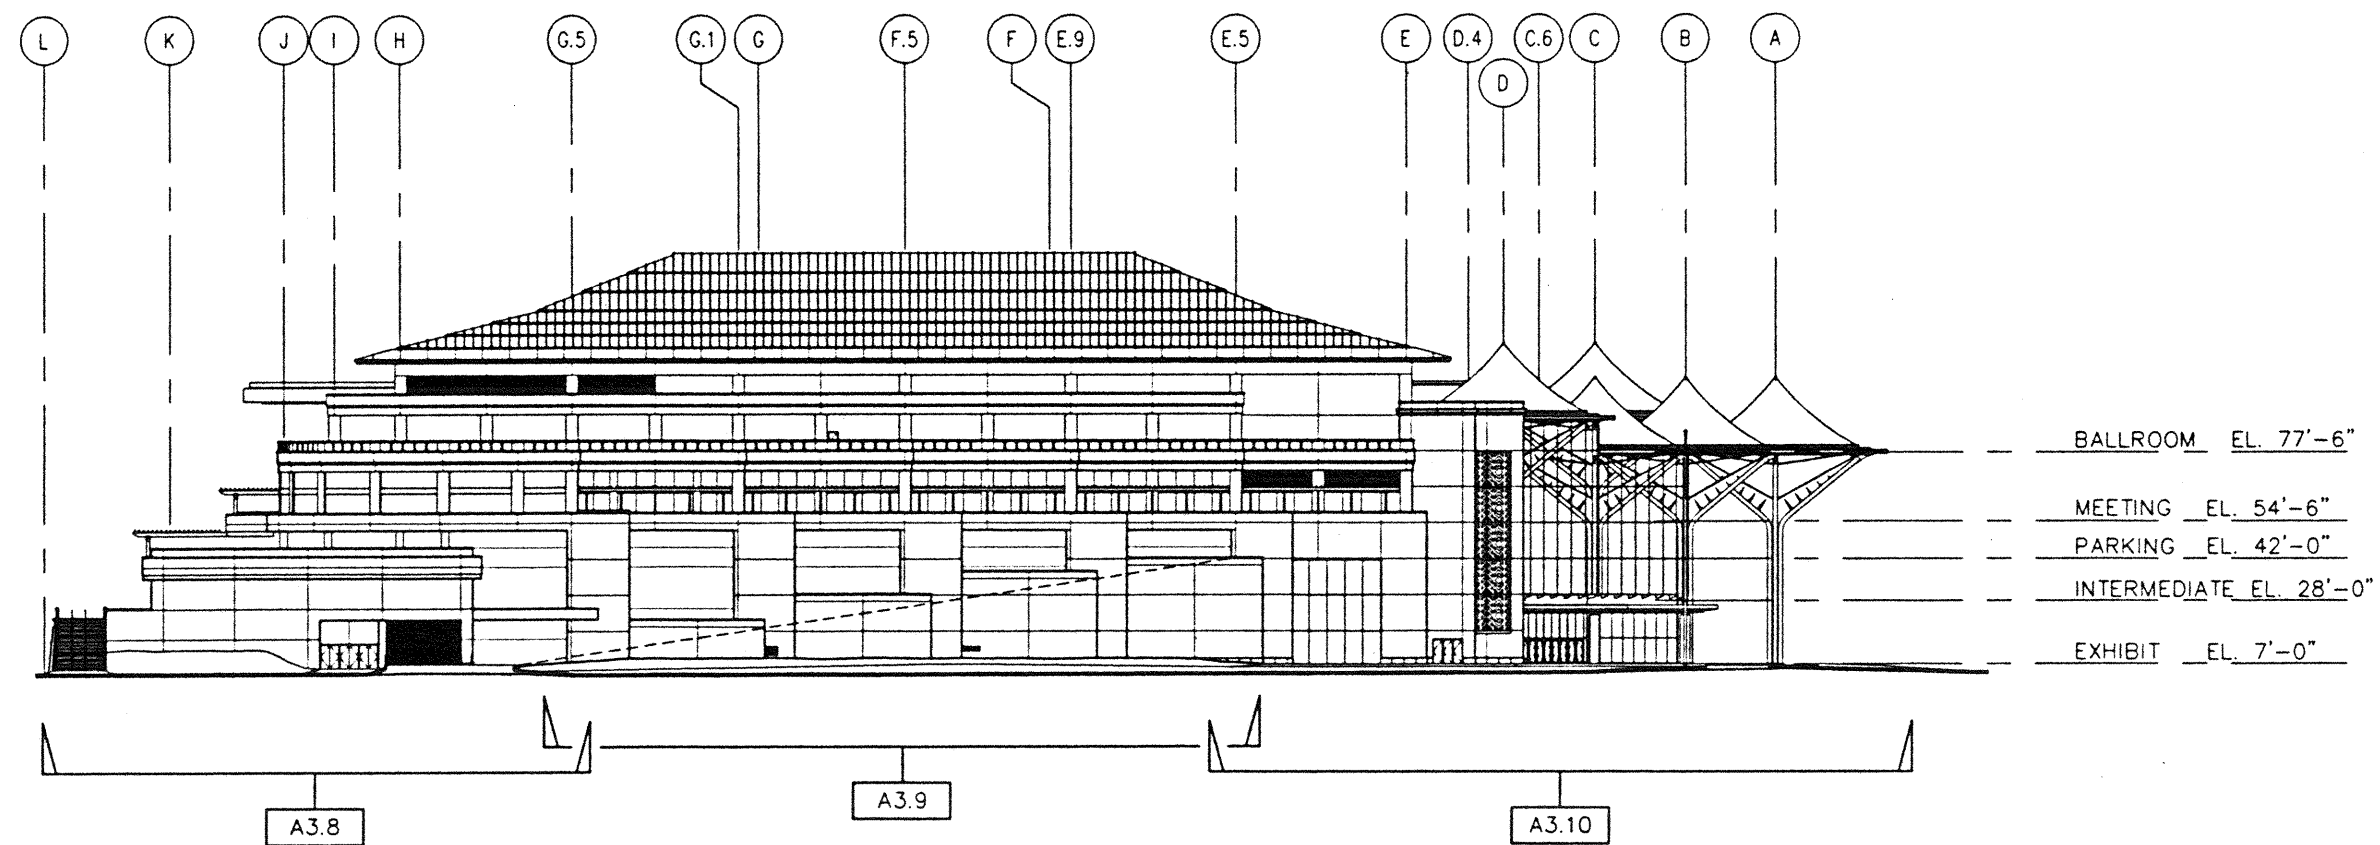 L K J I H G.5 G.1 G F.5 F E.9 E.5 E D.4 C.6 C B A
D
BALLROOM EL. 77'-6"
MEETING EL. 54'-6"
PARKING EL. 42'-0"
INTERMEDIATE EL. 28'-0"
EXHIBIT EL. 7'-0"
A3.8
A3.9
A3.10